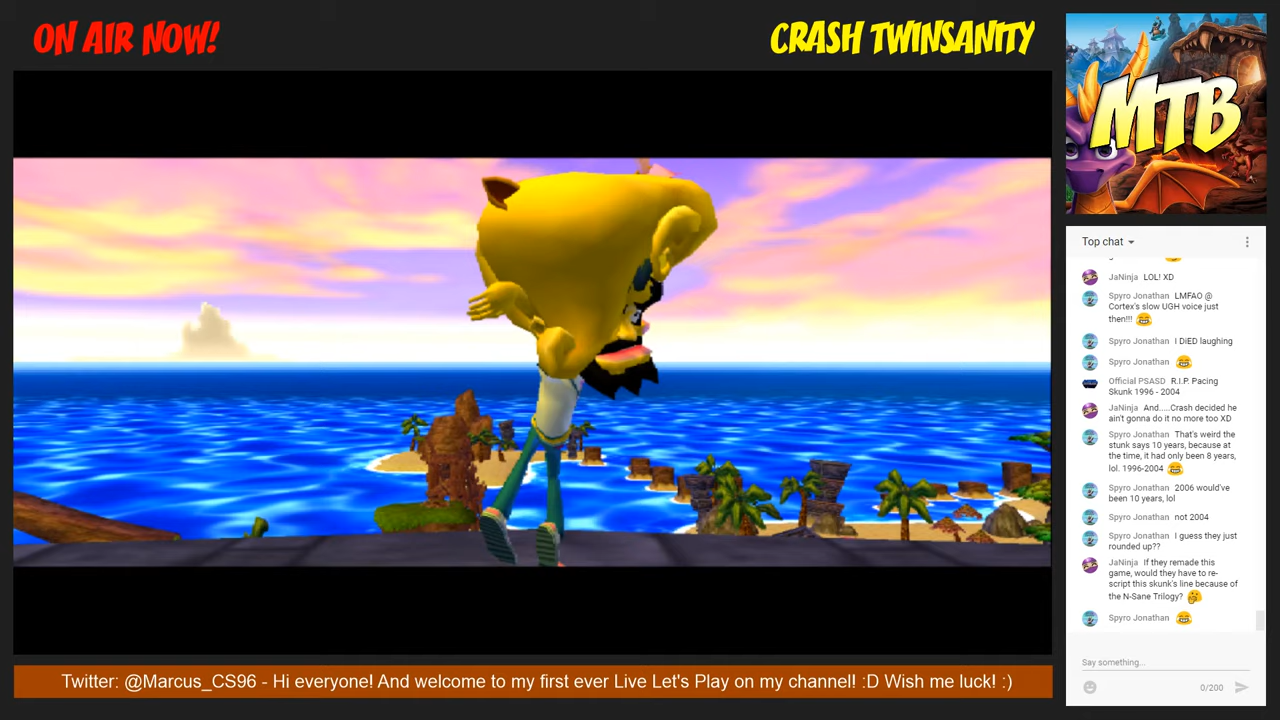 ON AIR NOW!
CRASH TWINSANITY
MTB
Top chat
JaNinja LOL! XD
Spyro Jonathan LMFAO @
Cortex's slow UGH voice just
then!!! 😂
Spyro Jonathan I DiED laughing
Spyro Jonathan 😂
Official PSASD R.I.P. Pacing
Skunk 1996 - 2004
JaNinja And.....Crash decided he
ain't gonna do it no more too XD
Spyro Jonathan That's weird the
stunk says 10 years, because at
the time, it had only been 8 years,
lol. 1996-2004 😂
Spyro Jonathan 2006 would've
been 10 years, lol
Spyro Jonathan not 2004
Spyro Jonathan I guess they just
rounded up??
JaNinja If they remade this
game, would they have to re-
script this skunk's line because of
the N-Sane Trilogy? 🤔
Spyro Jonathan 😂
Say something...
0/200
Twitter: @Marcus_CS96 - Hi everyone! And welcome to my first ever Live Let's Play on my channel! :D Wish me luck! :)